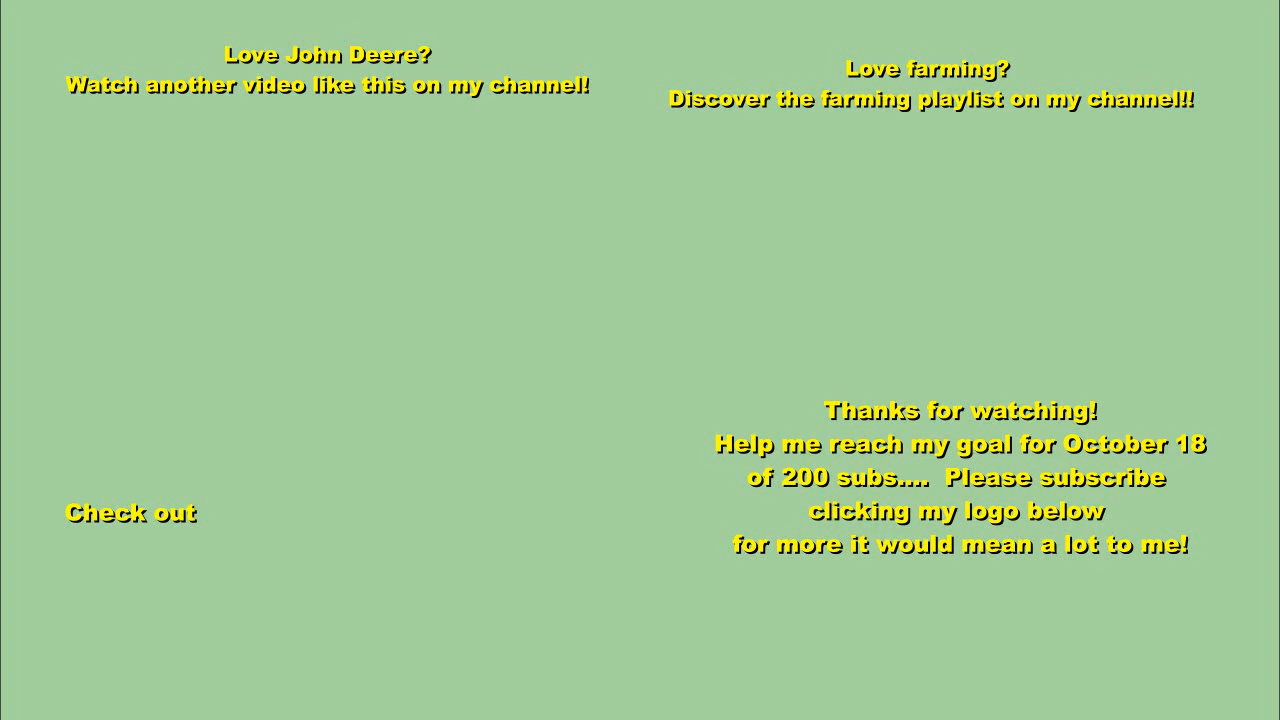 Love John Deere?
Watch another video like this on my channel!
Love farming?
Discover the farming playlist on my channel!!
Thanks for watching!
Help me reach my goal for October 18
of 200 subs....  Please subscribe
clicking my logo below
for more it would mean a lot to me!
Check out